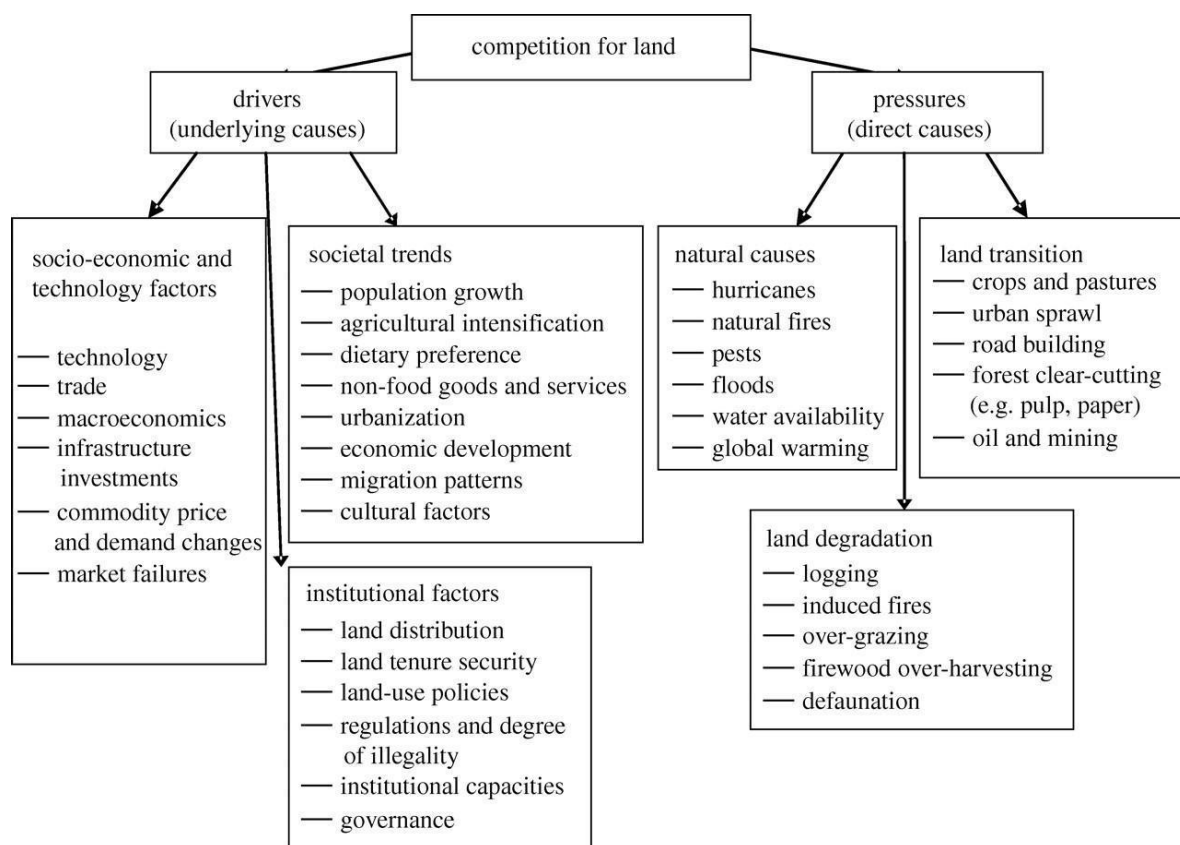 competition for land
drivers
(underlying causes)
pressures
(direct causes)
socio-economic and
technology factors
— technology
— trade
— macroeconomics
— infrastructure
investments
— commodity price
and demand changes
— market failures
societal trends
— population growth
— agricultural intensification
— dietary preference
— non-food goods and services
— urbanization
— economic development
— migration patterns
— cultural factors
institutional factors
— land distribution
— land tenure security
— land-use policies
— regulations and degree
of illegality
— institutional capacities
— governance
natural causes
— hurricanes
— natural fires
— pests
— floods
— water availability
— global warming
land transition
— crops and pastures
— urban sprawl
— road building
— forest clear-cutting
(e.g. pulp, paper)
— oil and mining
land degradation
— logging
— induced fires
— over-grazing
— firewood over-harvesting
— defaunation